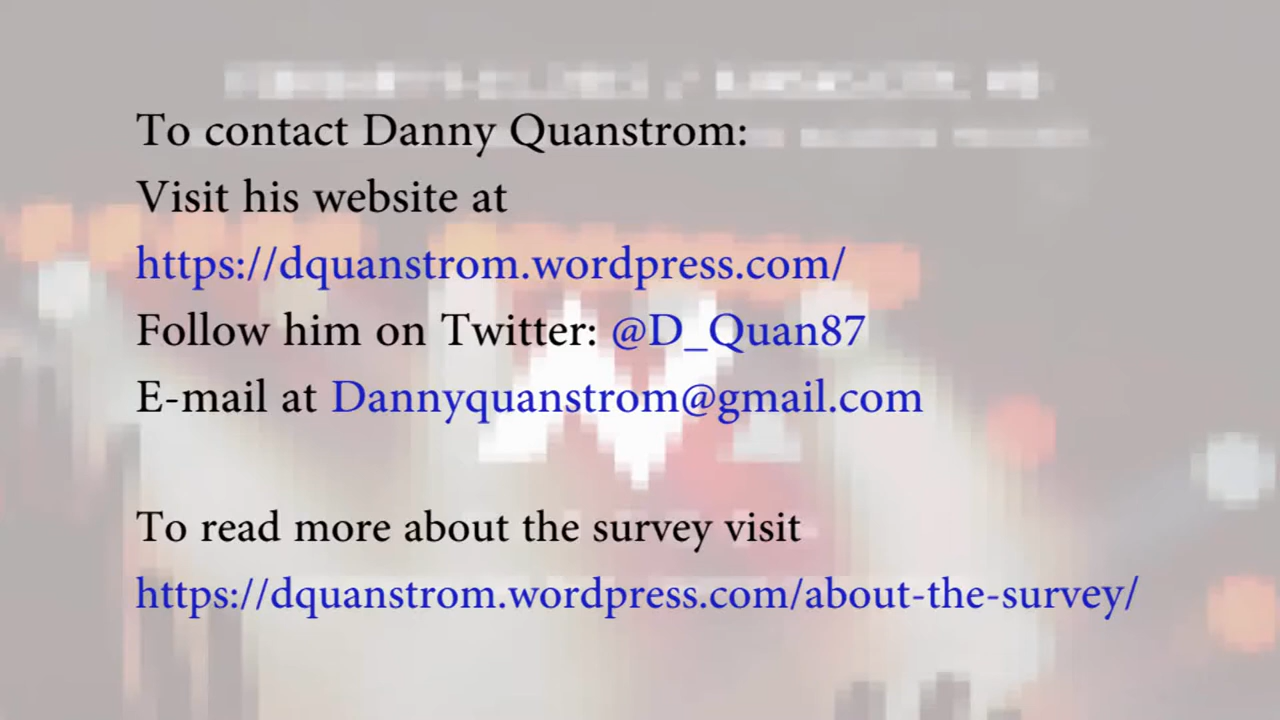 To contact Danny Quanstrom:
Visit his website at
https://dquanstrom.wordpress.com/
Follow him on Twitter: @D_Quan87
E-mail at Dannyquanstrom@gmail.com
To read more about the survey visit
https://dquanstrom.wordpress.com/about-the-survey/